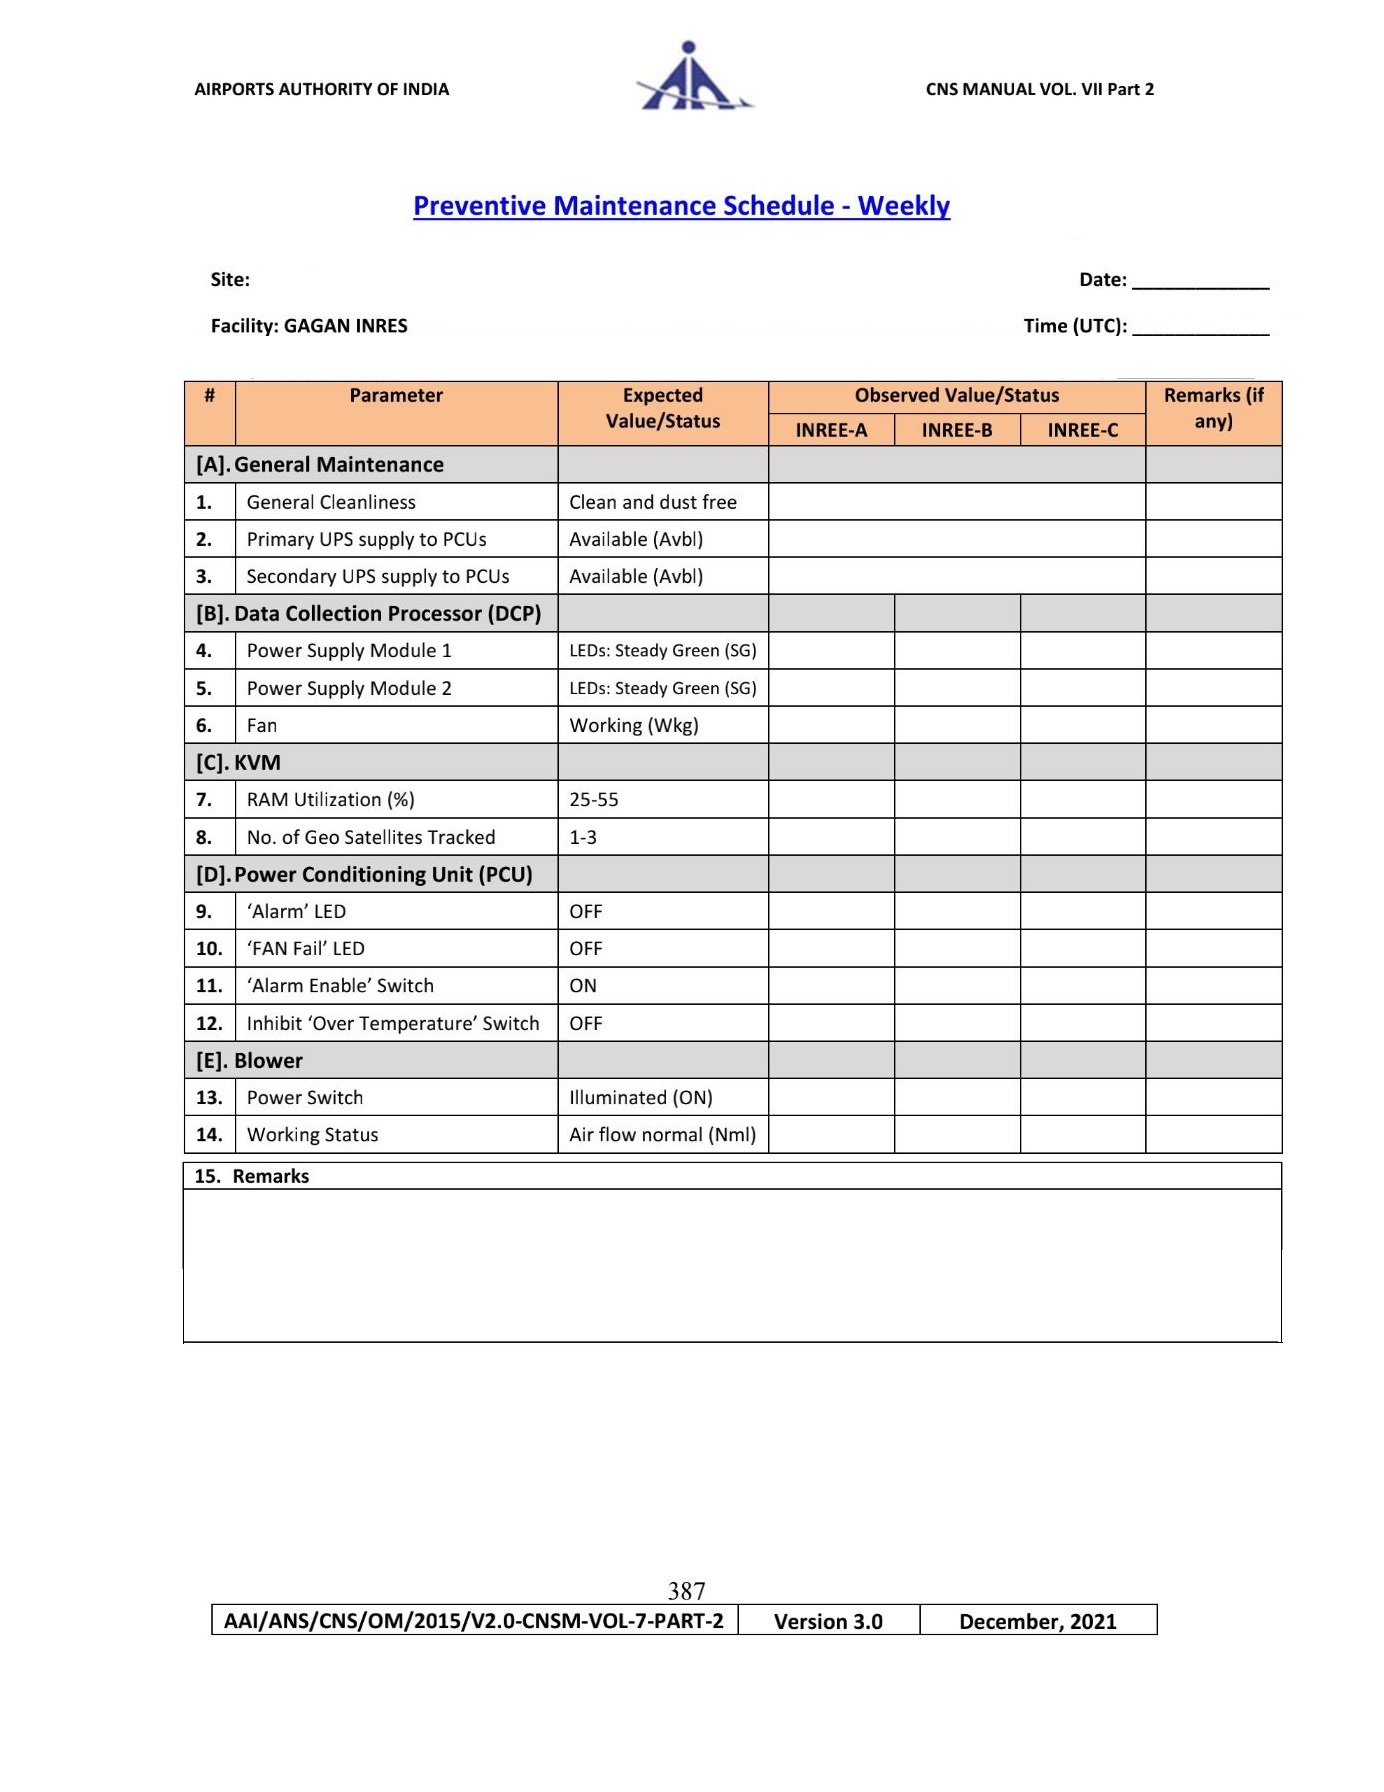 AIRPORTS AUTHORITY OF INDIA
CNS MANUAL VOL. VII Part 2
Preventive Maintenance Schedule - Weekly
Site:
Date: _____________
Facility: GAGAN INRES
Time (UTC): _____________
# Parameter Expected Value/Status Observed Value/Status Remarks (if any)
INREE-A INREE-B INREE-C
[A]. General Maintenance
1. General Cleanliness Clean and dust free
2. Primary UPS supply to PCUs Available (Avbl)
3. Secondary UPS supply to PCUs Available (Avbl)
[B]. Data Collection Processor (DCP)
4. Power Supply Module 1 LEDs: Steady Green (SG)
5. Power Supply Module 2 LEDs: Steady Green (SG)
6. Fan Working (Wkg)
[C]. KVM
7. RAM Utilization (%) 25-55
8. No. of Geo Satellites Tracked 1-3
[D]. Power Conditioning Unit (PCU)
9. ‘Alarm’ LED OFF
10. ‘FAN Fail’ LED OFF
11. ‘Alarm Enable’ Switch ON
12. Inhibit ‘Over Temperature’ Switch OFF
[E]. Blower
13. Power Switch Illuminated (ON)
14. Working Status Air flow normal (Nml)
15. Remarks
387
AAI/ANS/CNS/OM/2015/V2.0-CNSM-VOL-7-PART-2 Version 3.0 December, 2021